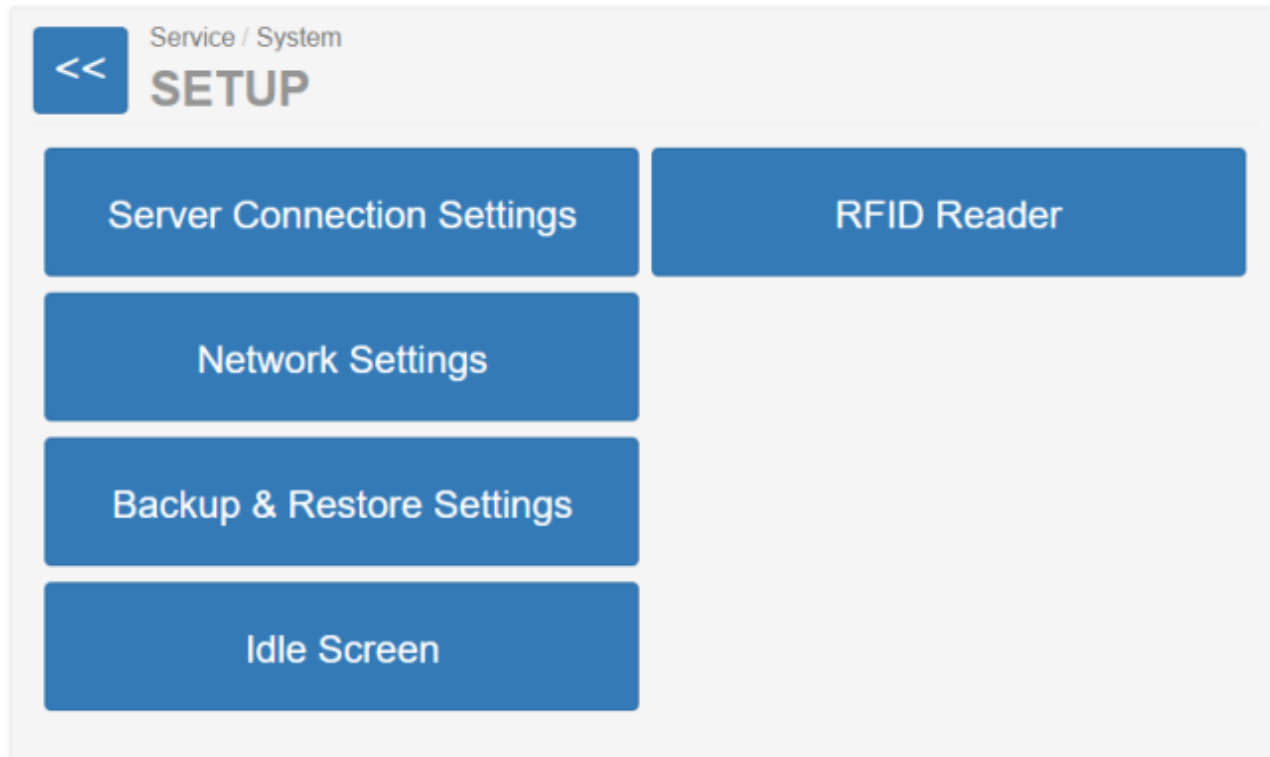 <<
Service / System
SETUP
Server Connection Settings
RFID Reader
Network Settings
Backup & Restore Settings
Idle Screen